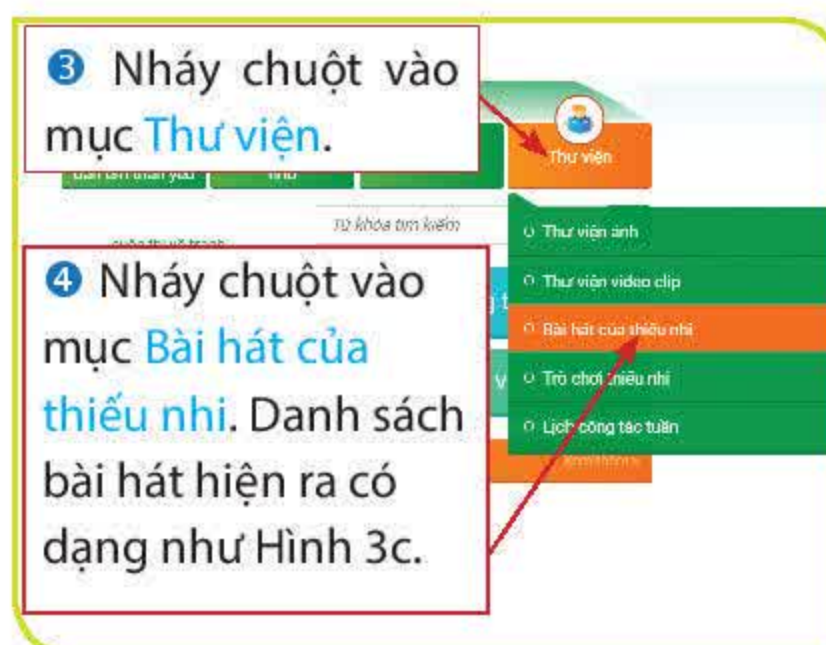 ❸ Nháy chuột vào
mục Thư viện.
Thư viện
Từ khóa tìm kiếm
Thư viện ảnh
Thư viện video clip
Bài hát của thiếu nhi
Trò chơi thiếu nhi
Lịch công tác tuần
❹ Nháy chuột vào
mục Bài hát của
thiếu nhi. Danh sách
bài hát hiện ra có
dạng như Hình 3c.